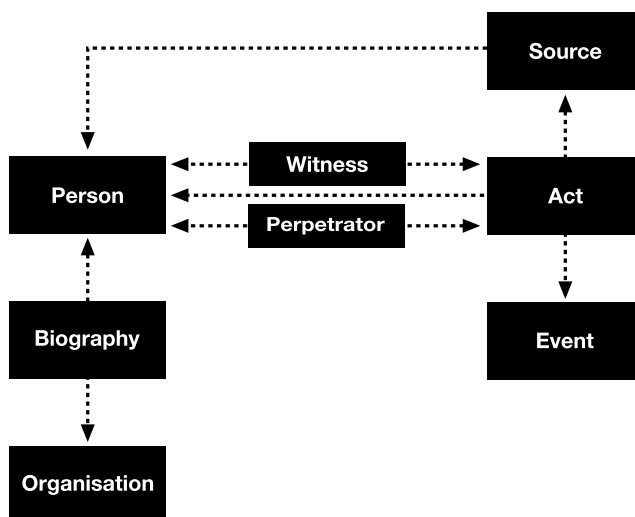 Source
Witness
Person
Act
Perpetrator
Biography
Event
Organisation